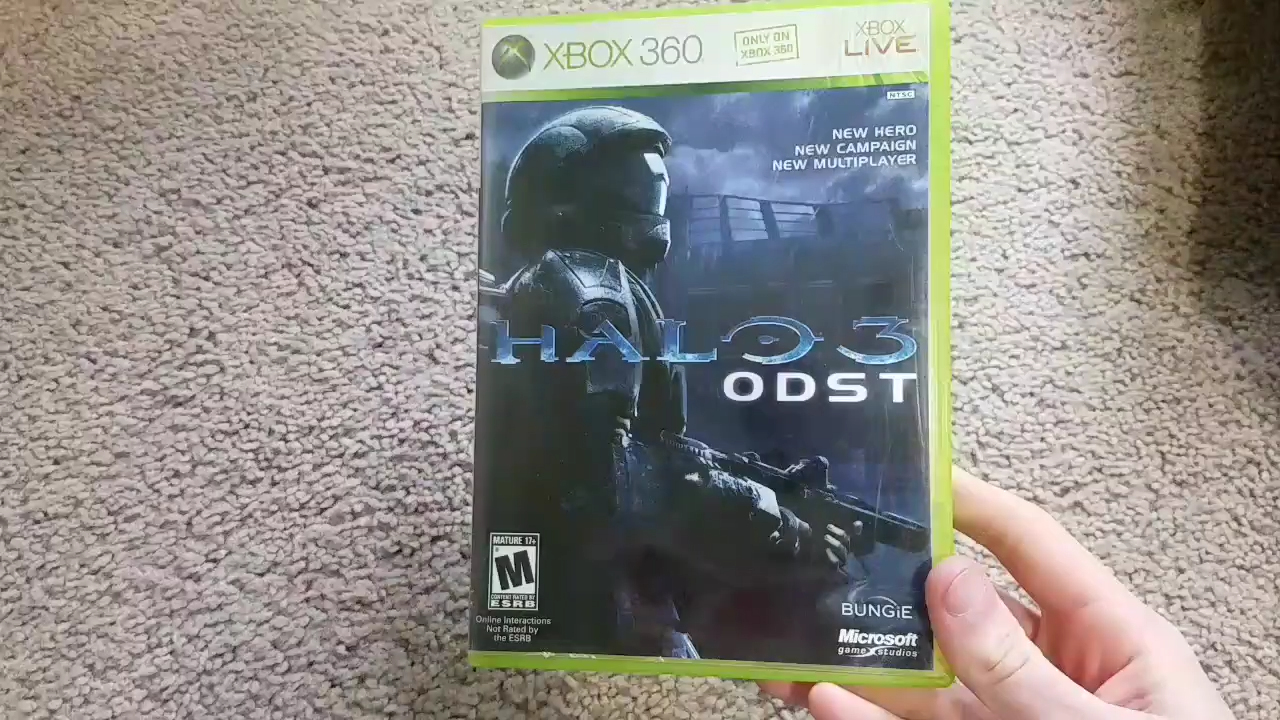 XBOX 360
ONLY ON
XBOX 360
XBOX
LIVE
NTSC
NEW HERO
NEW CAMPAIGN
NEW MULTIPLAYER
HALO 3
ODST
MATURE 17+
M
CONTENT RATED BY
ESRB
Online Interactions
Not Rated by
the ESRB
BUNGIE
Microsoft
game studios